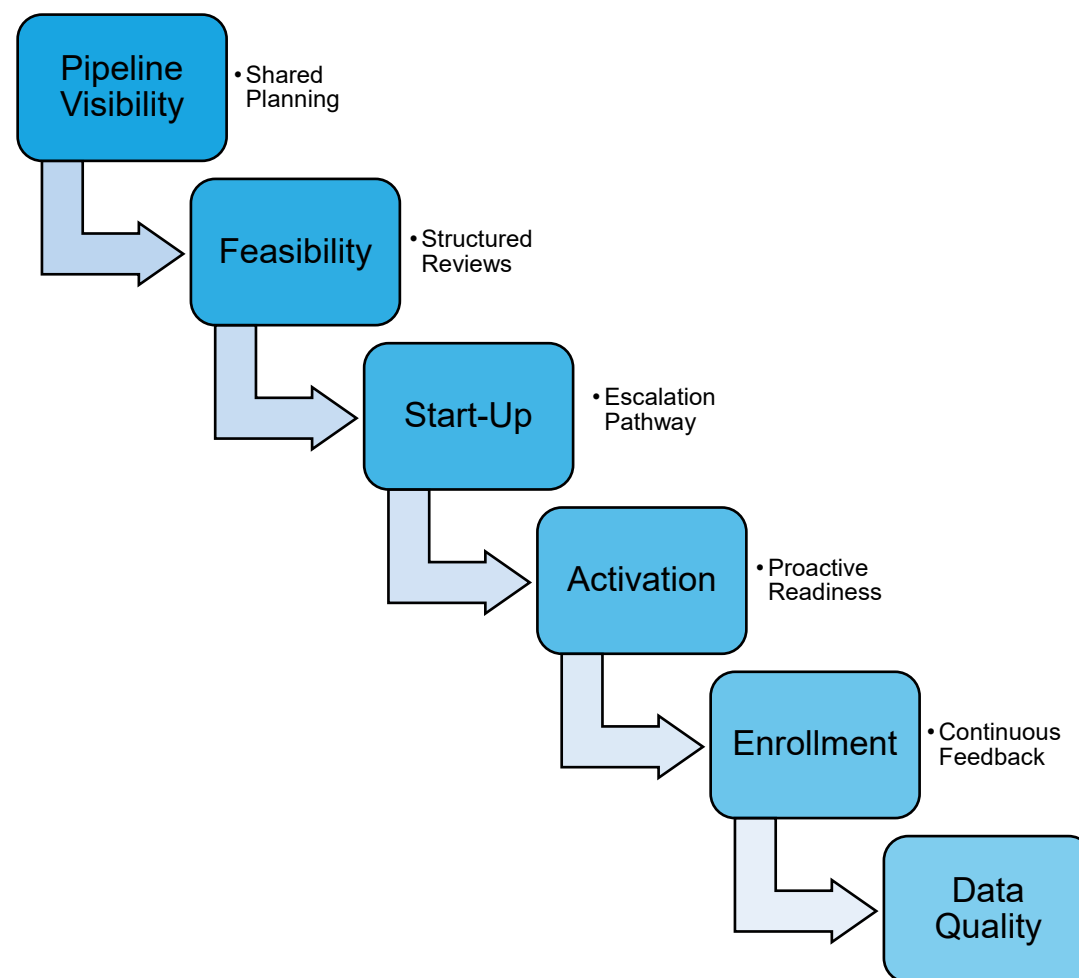 Pipeline
Visibility
• Shared
Planning
Feasibility
• Structured
Reviews
Start-Up
• Escalation
Pathway
Activation
• Proactive
Readiness
Enrollment
• Continuous
Feedback
Data
Quality